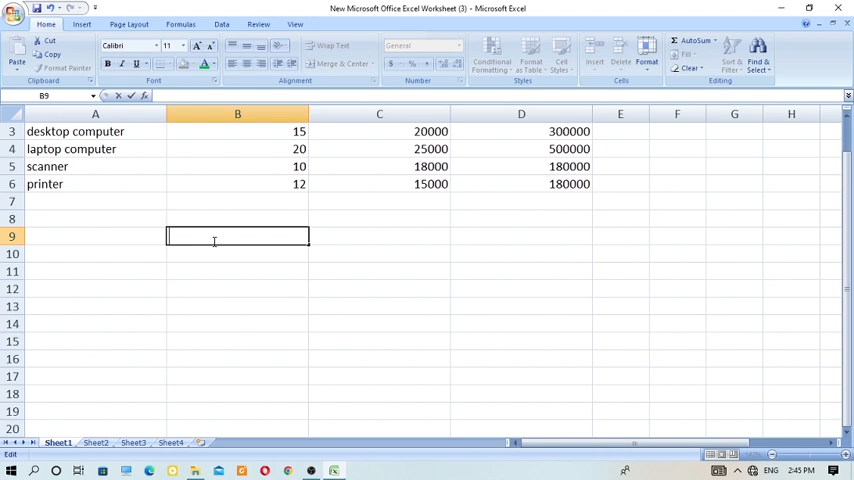 New Microsoft Office Excel Worksheet (3) - Microsoft Excel
Home Insert Page Layout Formulas Data Review View
Cut
Copy
Format Painter
Paste
Clipboard
Calibri 11
B I U
Font
Wrap Text
Merge & Center
Alignment
General
$ % ,
Number
Conditional Formatting
Format as Table
Cell Styles
Styles
Insert Delete Format
Cells
AutoSum
Fill
Clear
Sort & Filter
Find & Select
Editing
B9 fx
A B C D E F G H
3 desktop computer 15 20000 300000
4 laptop computer 20 25000 500000
5 scanner 10 18000 180000
6 printer 12 15000 180000
7
8
9
10
11
12
13
14
15
16
17
18
19
20
Sheet1 Sheet2 Sheet3 Sheet4
Edit
ENG 2:45 PM